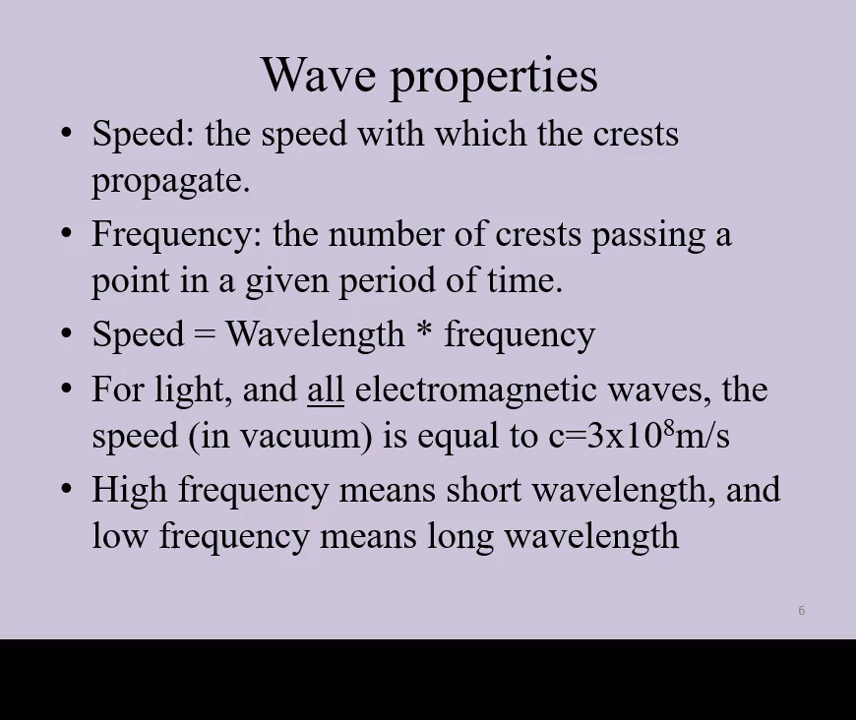 Wave properties
• Speed: the speed with which the crests
propagate.
• Frequency: the number of crests passing a
point in a given period of time.
• Speed = Wavelength * frequency
• For light, and all electromagnetic waves, the
speed (in vacuum) is equal to c=3x10⁸m/s
• High frequency means short wavelength, and
low frequency means long wavelength
6